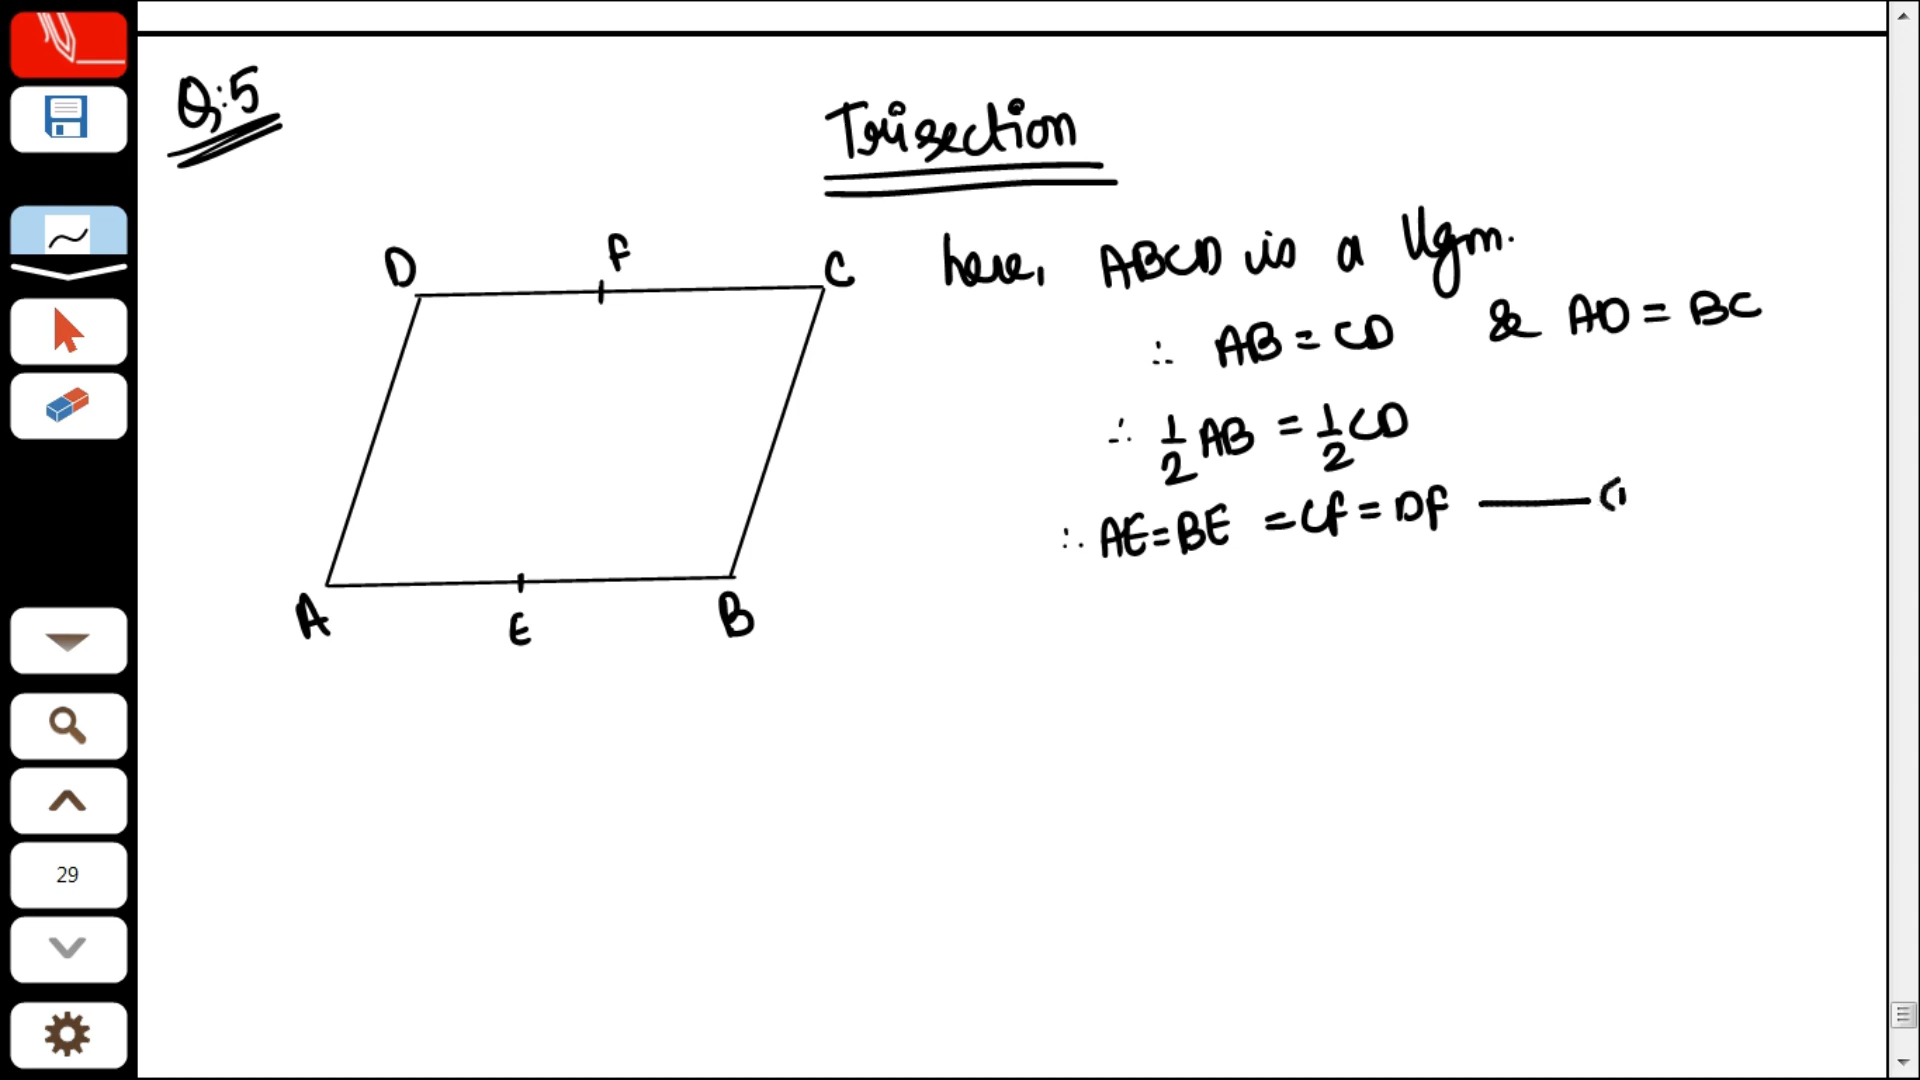 Q:5
Trisection
D F C
here, ABCD is a ||gm.
∴ AB = CD & AD = BC
∴ 1/2 AB = 1/2 CD
∴ AE = BE = CF = DF —— (1
A E B
29